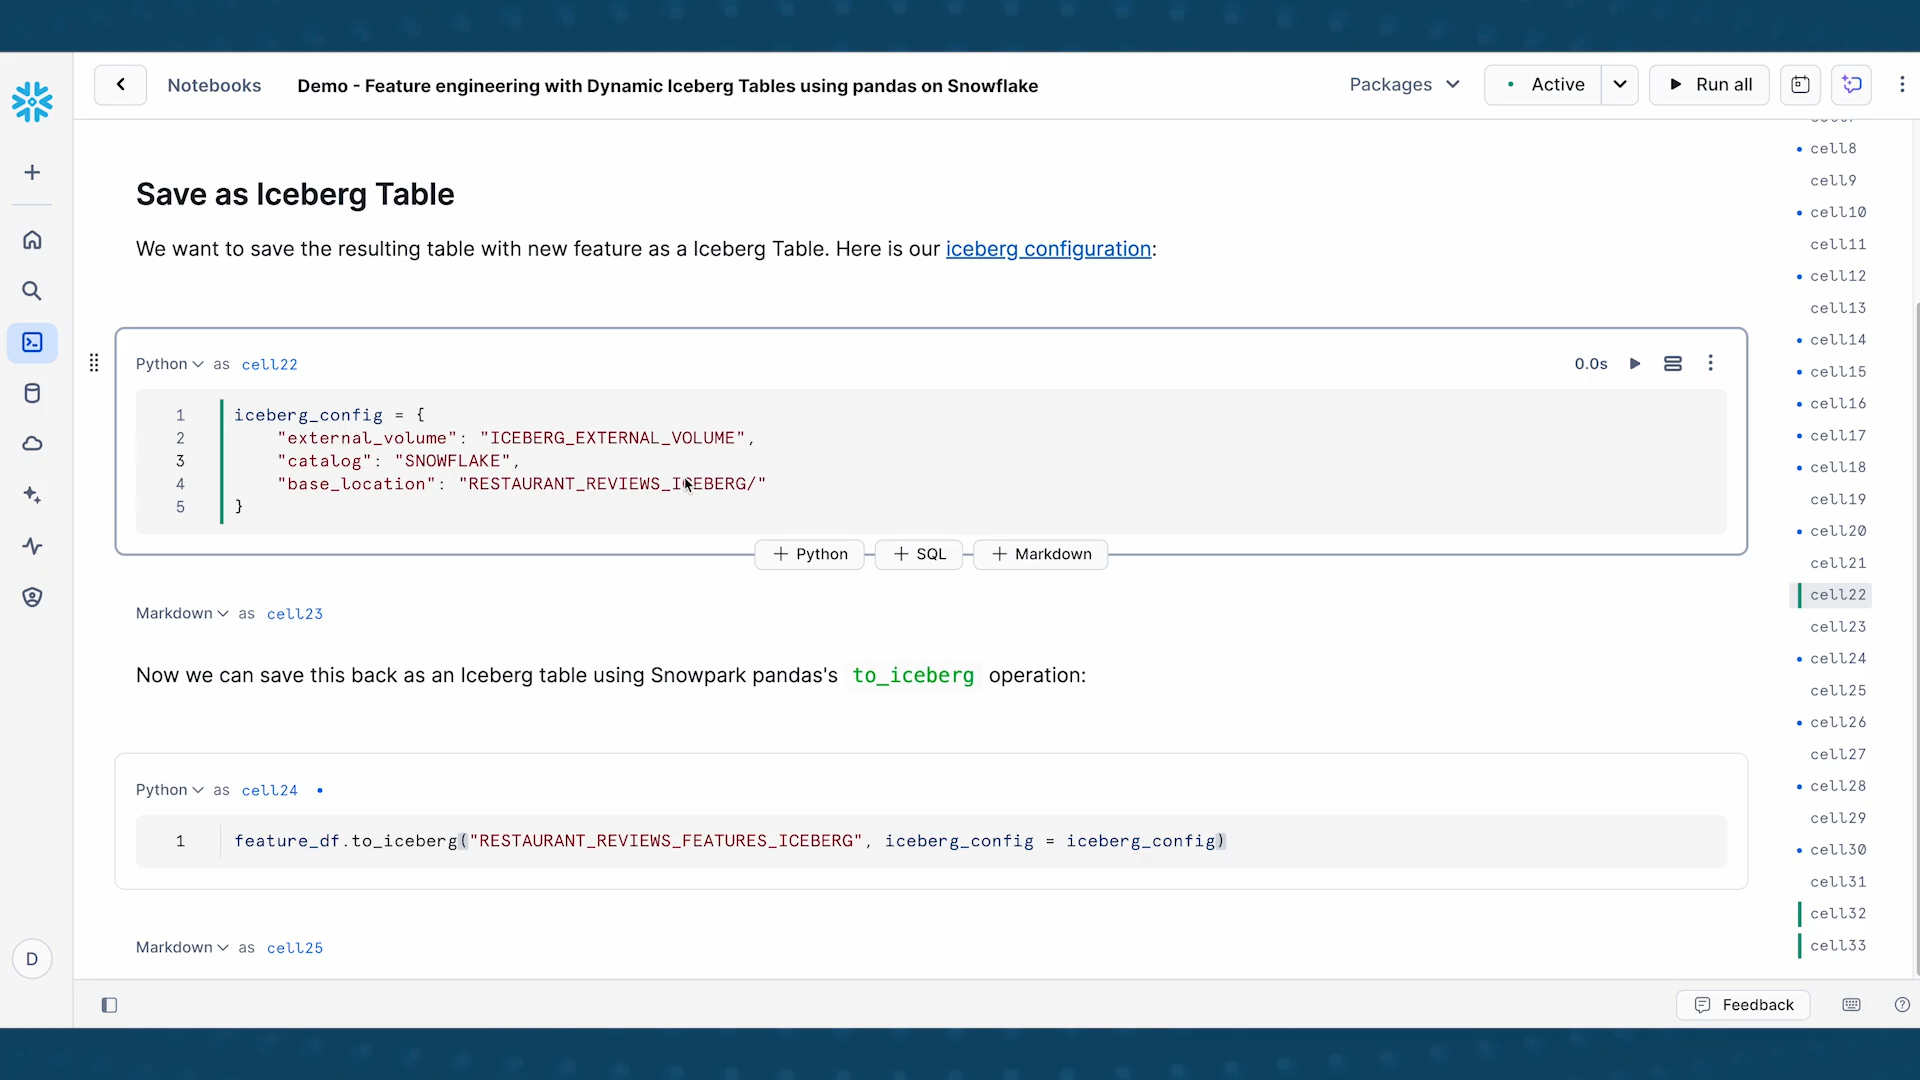 Notebooks
Demo - Feature engineering with Dynamic Iceberg Tables using pandas on Snowflake
Packages
Active
Run all
Save as Iceberg Table
We want to save the resulting table with new feature as a Iceberg Table. Here is our iceberg configuration:
Python as cell22
0.0s
1 iceberg_config = {
2 "external_volume": "ICEBERG_EXTERNAL_VOLUME",
3 "catalog": "SNOWFLAKE",
4 "base_location": "RESTAURANT_REVIEWS_ICEBERG/"
5 }
+ Python
+ SQL
+ Markdown
Markdown as cell23
Now we can save this back as an Iceberg table using Snowpark pandas's to_iceberg operation:
Python as cell24
1 feature_df.to_iceberg("RESTAURANT_REVIEWS_FEATURES_ICEBERG", iceberg_config = iceberg_config)
Markdown as cell25
cell8
cell9
cell10
cell11
cell12
cell13
cell14
cell15
cell16
cell17
cell18
cell19
cell20
cell21
cell22
cell23
cell24
cell25
cell26
cell27
cell28
cell29
cell30
cell31
cell32
cell33
D
Feedback